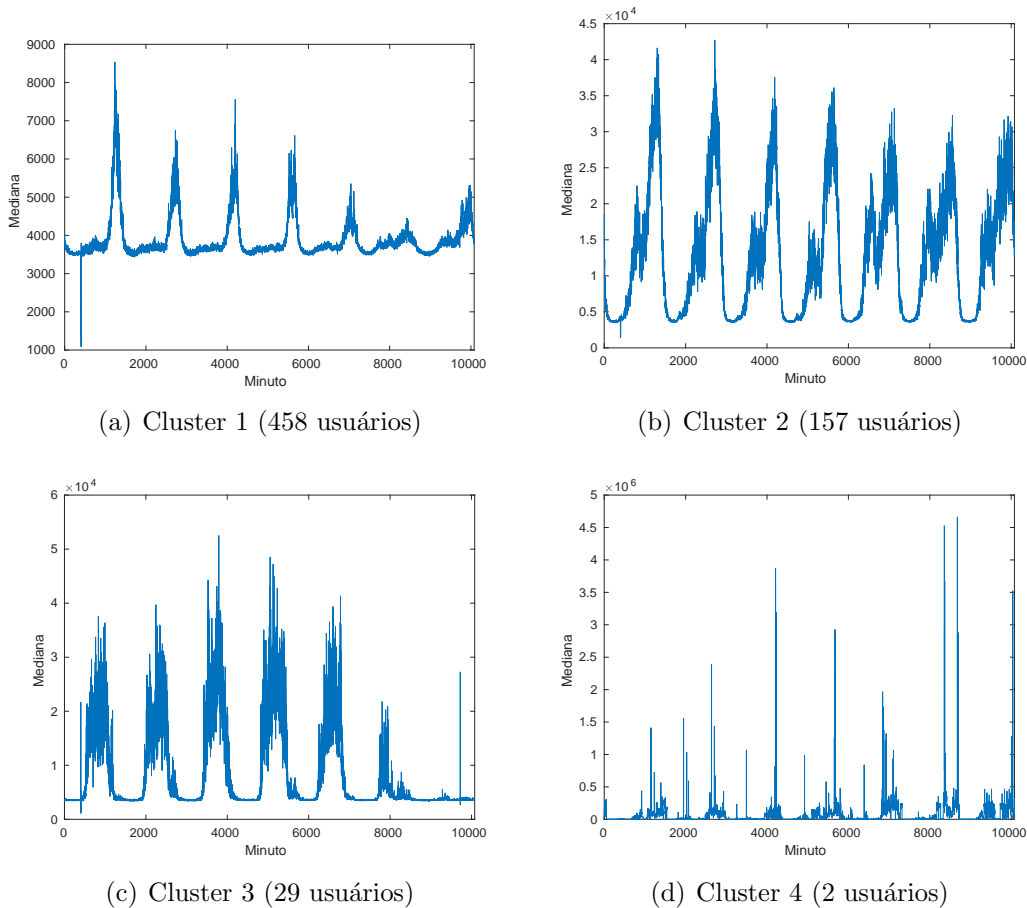 9000
8000
7000
6000
5000
4000
3000
2000
1000
0 2000 4000 6000 8000 10000
Mediana
Minuto
(a) Cluster 1 (458 usuários)
×10⁴
4.5
4
3.5
3
2.5
2
1.5
1
0.5
0
0 2000 4000 6000 8000 10000
Mediana
Minuto
(b) Cluster 2 (157 usuários)
×10⁴
6
5
4
3
2
1
0
0 2000 4000 6000 8000 10000
Mediana
Minuto
(c) Cluster 3 (29 usuários)
×10⁶
5
4.5
4
3.5
3
2.5
2
1.5
1
0.5
0
0 2000 4000 6000 8000 10000
Mediana
Minuto
(d) Cluster 4 (2 usuários)